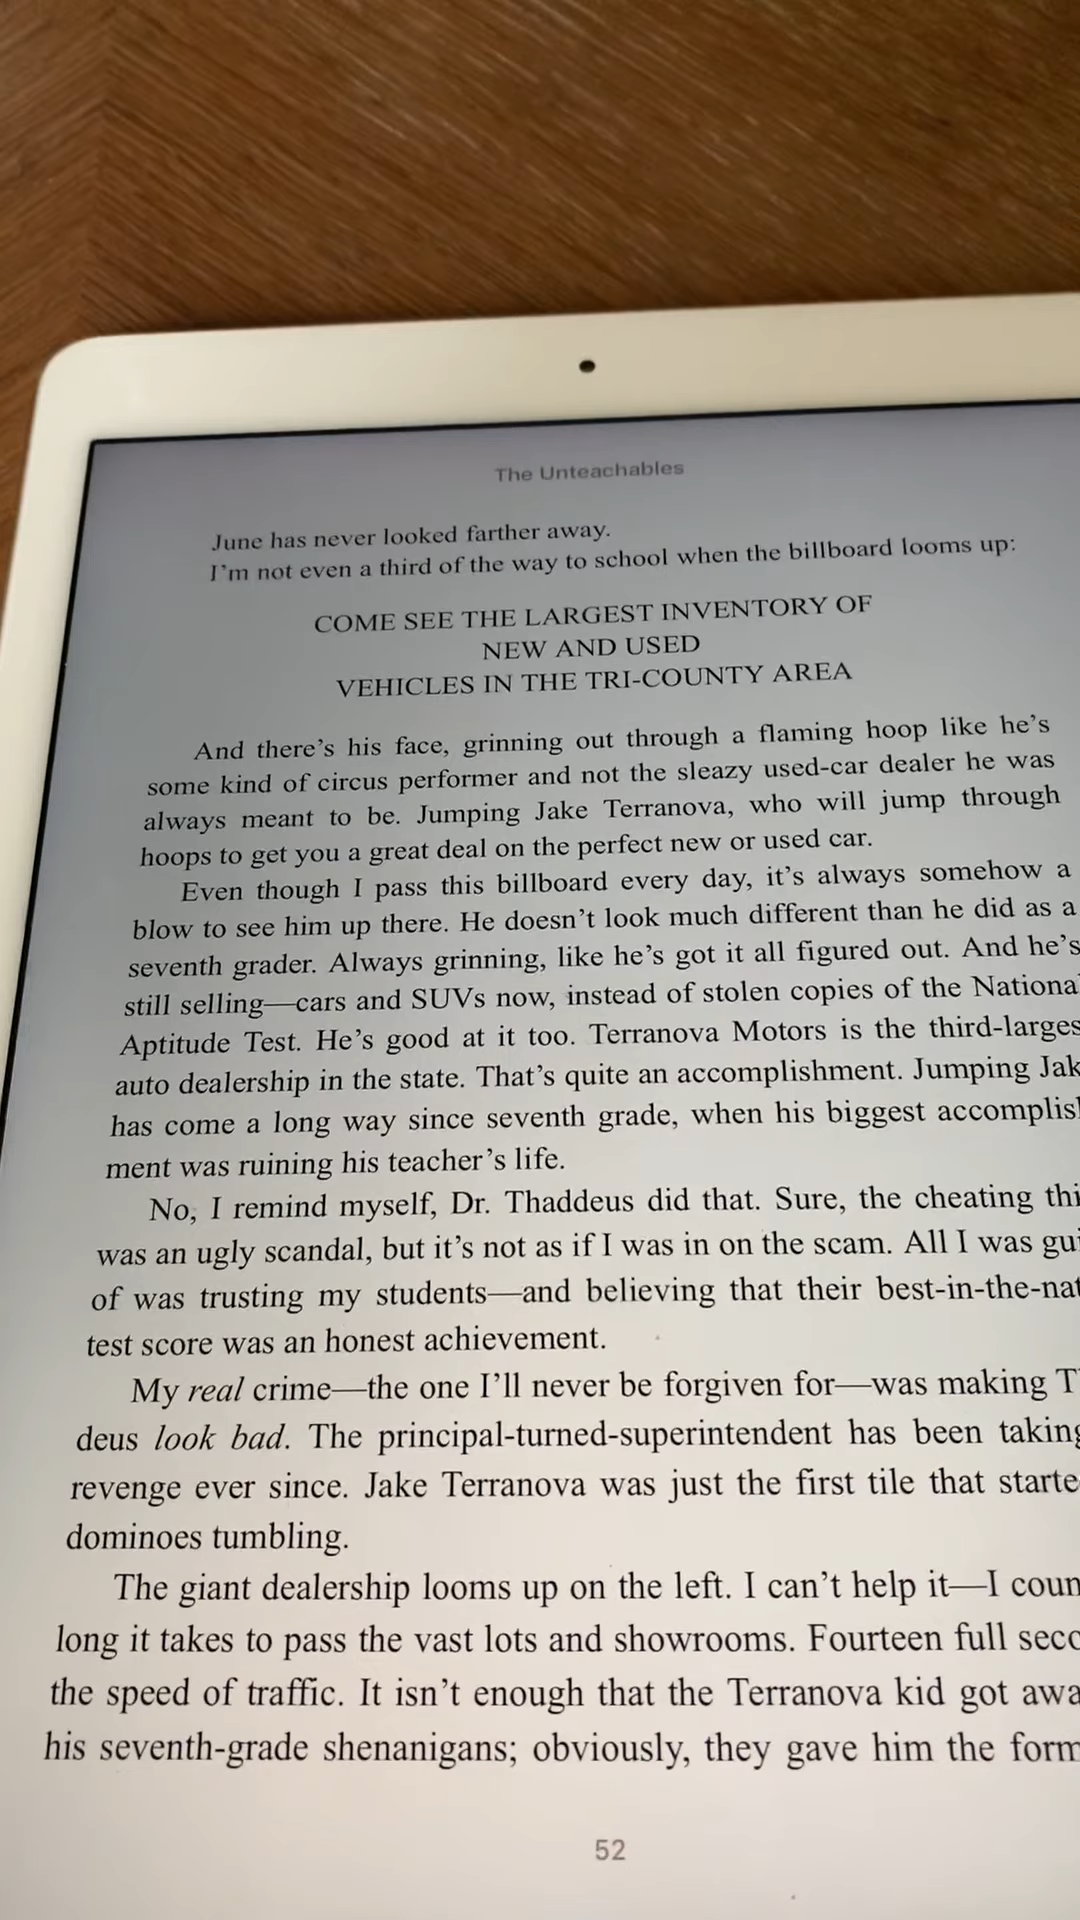 The Unteachables
June has never looked farther away.
I'm not even a third of the way to school when the billboard looms up:
COME SEE THE LARGEST INVENTORY OF
NEW AND USED
VEHICLES IN THE TRI-COUNTY AREA
And there's his face, grinning out through a flaming hoop like he's
some kind of circus performer and not the sleazy used-car dealer he was
always meant to be. Jumping Jake Terranova, who will jump through
hoops to get you a great deal on the perfect new or used car.
Even though I pass this billboard every day, it's always somehow a
blow to see him up there. He doesn't look much different than he did as a
seventh grader. Always grinning, like he's got it all figured out. And he's
still selling—cars and SUVs now, instead of stolen copies of the
Aptitude Test. He's good at it too. Terranova Motors is the
auto dealership in the state. That's quite an accomplishment. Jumping
has come a long way since seventh grade, when his biggest
ment was ruining his teacher's life.
No, I remind myself, Dr. Thaddeus did that. Sure, the cheating
was an ugly scandal, but it's not as if I was in on the scam. All I was
of was trusting my students—and believing that their
test score was an honest achievement.
My real crime—the one I'll never be forgiven for—was making
deus look bad. The principal-turned-superintendent has been taking
revenge ever since. Jake Terranova was just the first tile that
dominoes tumbling.
The giant dealership looms up on the left. I can't help it—I
long it takes to pass the vast lots and showrooms. Fourteen full
the speed of traffic. It isn't enough that the Terranova kid got
his seventh-grade shenanigans; obviously, they gave him the
52